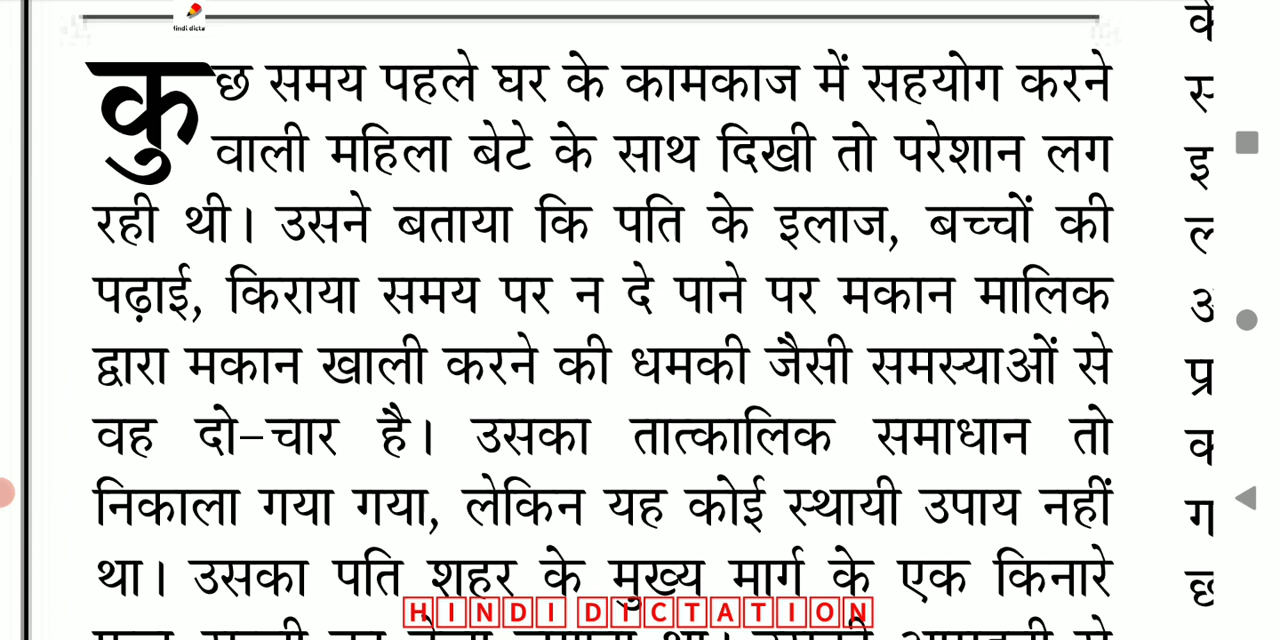 hindi dicta
कुछ समय पहले घर के कामकाज में सहयोग करने
वाली महिला बेटे के साथ दिखी तो परेशान लग
रही थी। उसने बताया कि पति के इलाज, बच्चों की
पढ़ाई, किराया समय पर न दे पाने पर मकान मालिक
द्वारा मकान खाली करने की धमकी जैसी समस्याओं से
वह दो-चार है। उसका तात्कालिक समाधान तो
निकाला गया गया, लेकिन यह कोई स्थायी उपाय नहीं
था। उसका पति शहर के मुख्य मार्ग के एक किनारे
HINDI DICTATION